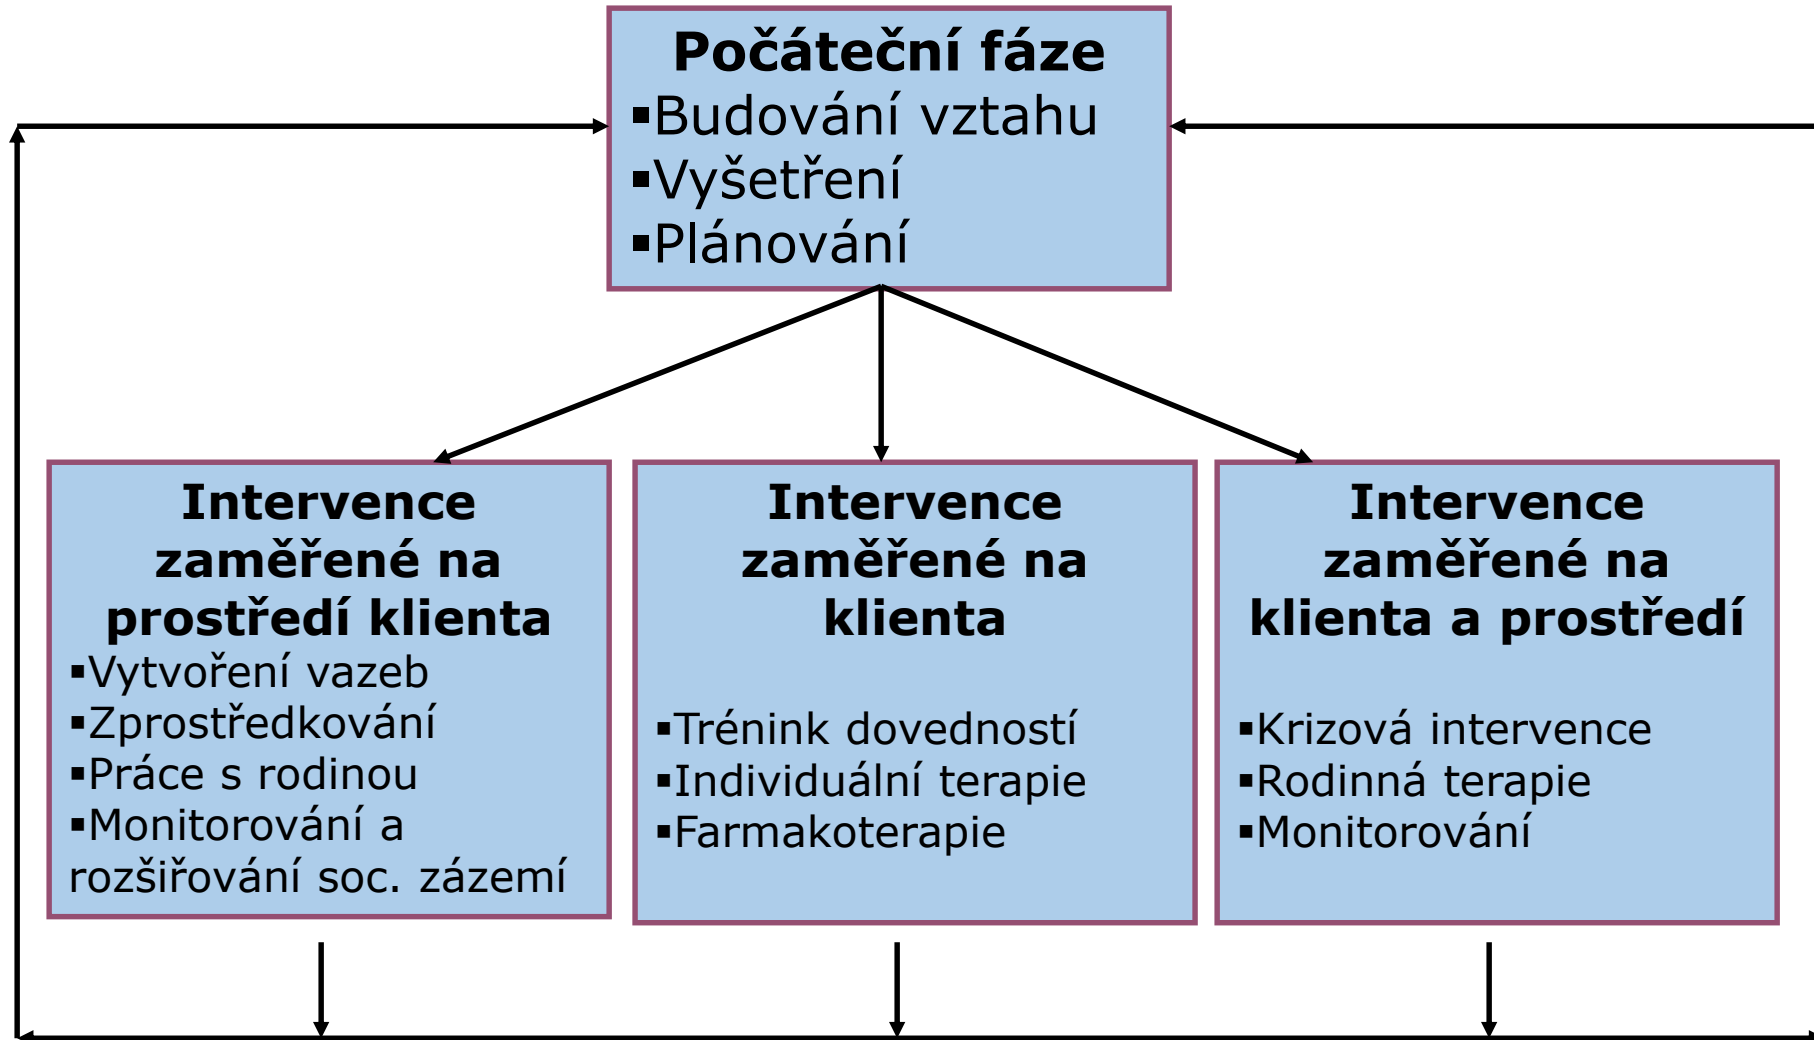 Počáteční fáze
▪Budování vztahu
▪Vyšetření
▪Plánování
Intervence
zaměřené na
prostředí klienta
▪Vytvoření vazeb
▪Zprostředkování
▪Práce s rodinou
▪Monitorování a
rozšiřování soc. zázemí
Intervence
zaměřené na
klienta
▪Trénink dovedností
▪Individuální terapie
▪Farmakoterapie
Intervence
zaměřené na
klienta a prostředí
▪Krizová intervence
▪Rodinná terapie
▪Monitorování